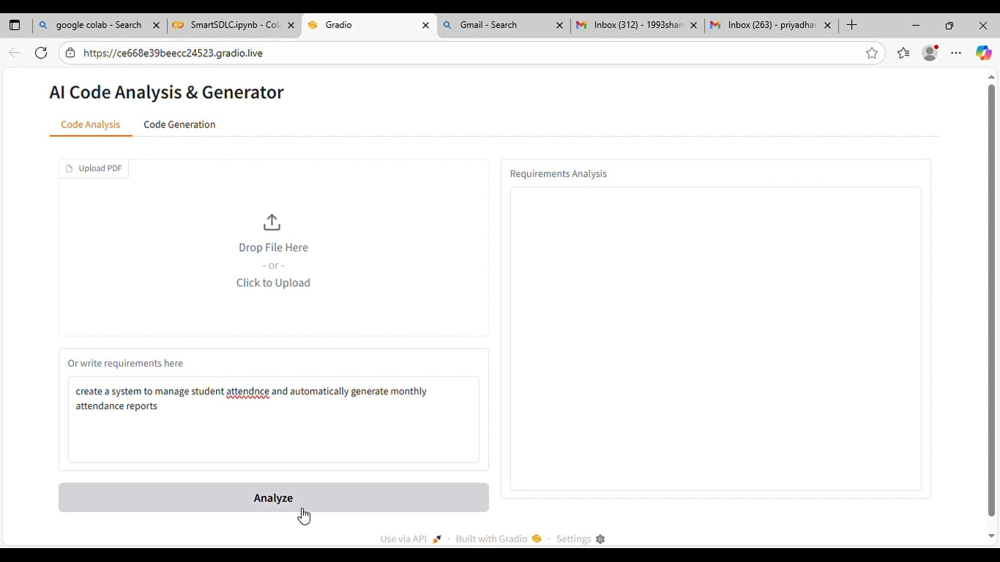 google colab - Search
SmartSDLC.ipynb - Col
Gradio
Gmail - Search
Inbox (312) - 1993shan
Inbox (263) - priyadhar
https://ce668e39beecc24523.gradio.live
AI Code Analysis & Generator
Code Analysis
Code Generation
Upload PDF
Drop File Here
- or -
Click to Upload
Or write requirements here
create a system to manage student attendnce and automatically generate monthly
attendance reports
Analyze
Requirements Analysis
Use via API · Built with Gradio · Settings